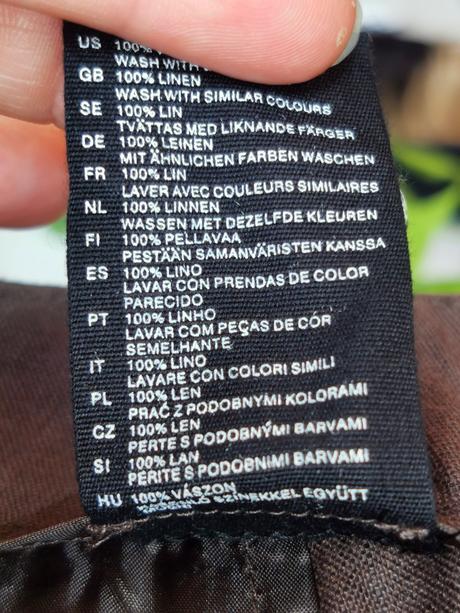 US 100%
WASH WITH
GB 100% LINEN
WASH WITH SIMILAR COLOURS
SE 100% LIN
TVÄTTAS MED LIKNANDE FÄRGER
DE 100% LEINEN
MIT ÄHNLICHEN FARBEN WASCHEN
FR 100% LIN
LAVER AVEC COULEURS SIMILAIRES
NL 100% LINNEN
WASSEN MET DEZELFDE KLEUREN
FI 100% PELLAVAA
PESTÄÄN SAMANVÄRISTEN KANSSA
ES 100% LINO
LAVAR CON PRENDAS DE COLOR
PARECIDO
PT 100% LINHO
LAVAR COM PEÇAS DE CÓR
SEMELHANTE
IT 100% LINO
LAVARE CON COLORI SIMILI
PL 100% LEN
PRAĆ Z PODOBNYMI KOLORAMI
CZ 100% LEN
PERTE S PODOBNÝMI BARVAMI
SI 100% LAN
PERITE S PODOBNIMI BARVAMI
HU 100% VÁSZON
SZÍNEKKEL EGYÜTT